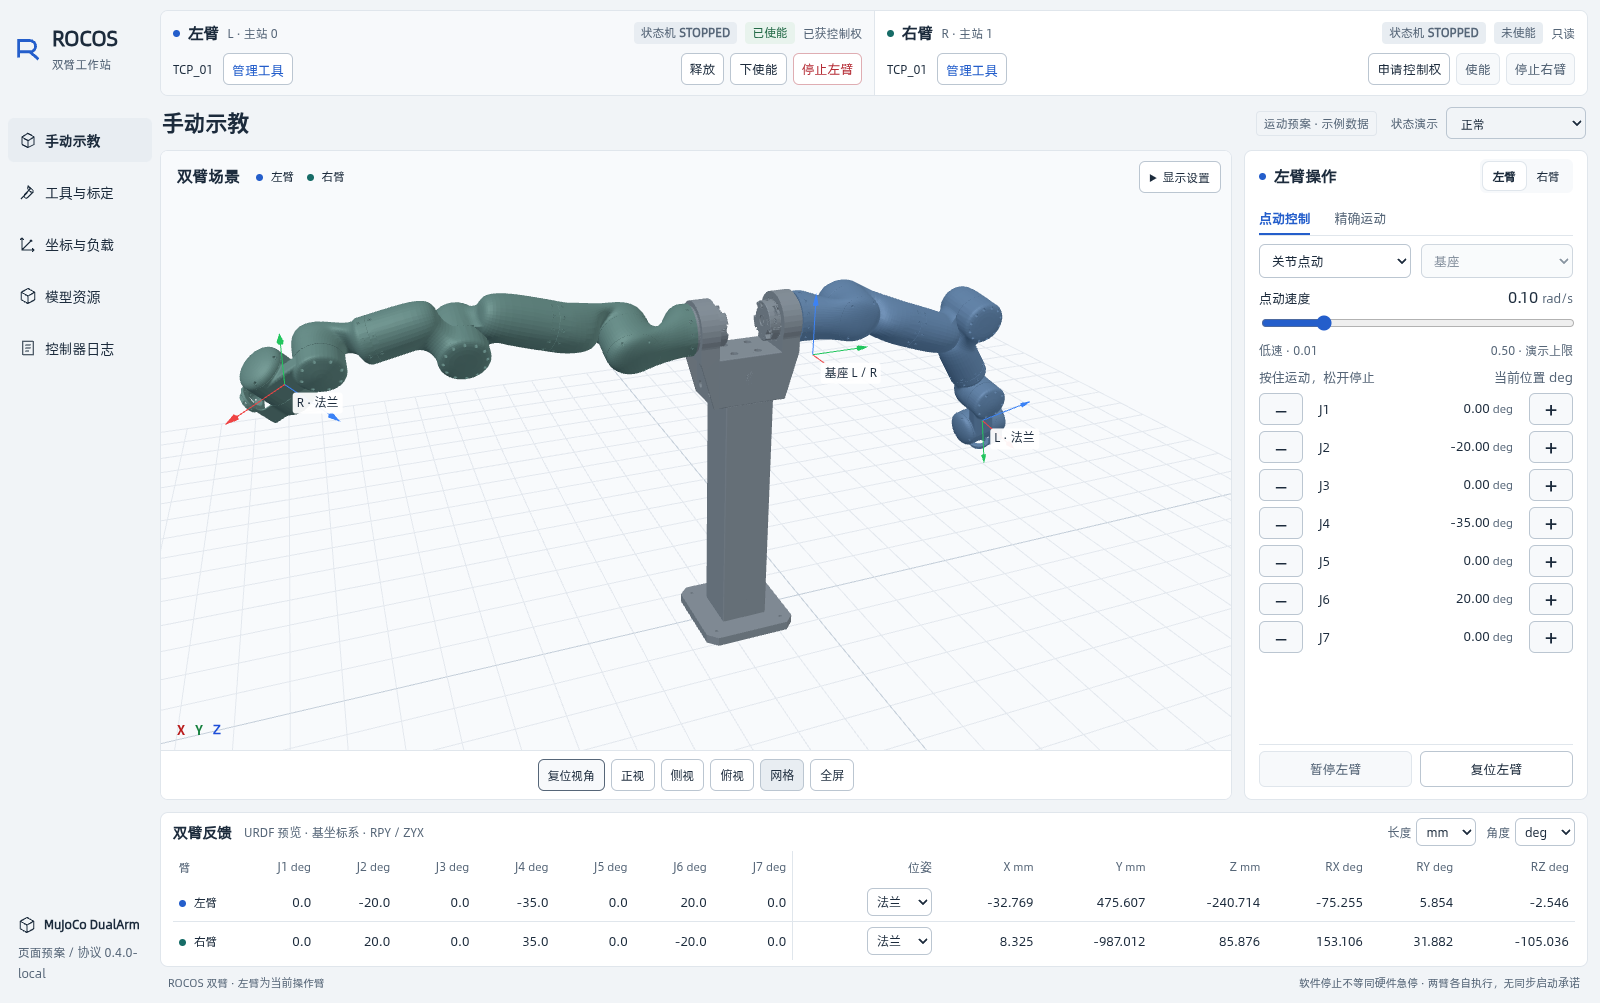 ROCOS
双臂工作站
手动示教
工具与标定
坐标与负载
模型资源
控制器日志
MuJoCo DualArm
页面预案 / 协议 0.4.0-
local
左臂 L · 主站 0 状态机 STOPPED 已使能 已获控制权
TCP_01 管理工具 释放 下使能 停止左臂
右臂 R · 主站 1 状态机 STOPPED 未使能 只读
TCP_01 管理工具 申请控制权 使能 停止右臂
手动示教 运动预案 · 示例数据 状态演示 正常
双臂场景 左臂 右臂 显示设置
R · 法兰
基座 L / R
L · 法兰
X Y Z
复位视角 正视 侧视 俯视 网格 全屏
左臂操作 左臂 右臂
点动控制 精确运动
关节点动 基座
点动速度 0.10 rad/s
低速 · 0.01 0.50 · 演示上限
按住运动，松开停止 当前位置 deg
− J1 0.00 deg +
− J2 -20.00 deg +
− J3 0.00 deg +
− J4 -35.00 deg +
− J5 0.00 deg +
− J6 20.00 deg +
− J7 0.00 deg +
暂停左臂 复位左臂
双臂反馈 URDF 预览 · 基坐标系 · RPY / ZYX 长度 mm 角度 deg
臂 J1 deg J2 deg J3 deg J4 deg J5 deg J6 deg J7 deg 位姿 X mm Y mm Z mm RX deg RY deg RZ deg
左臂 0.0 -20.0 0.0 -35.0 0.0 20.0 0.0 法兰 -32.769 475.607 -240.714 -75.255 5.854 -2.546
右臂 0.0 20.0 0.0 35.0 0.0 -20.0 0.0 法兰 8.325 -987.012 85.876 153.106 31.882 -105.036
ROCOS 双臂 · 左臂为当前操作臂 软件停止不等同硬件急停 · 两臂各自执行，无同步启动承诺